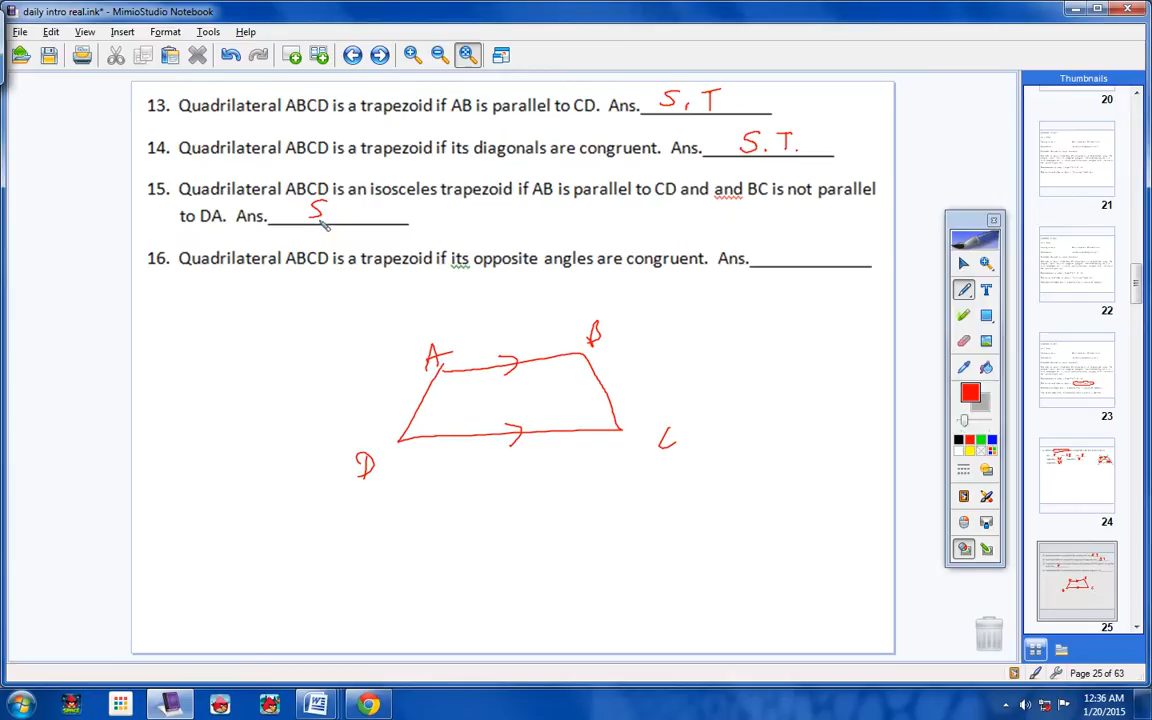 daily intro real.ink* - MimioStudio Notebook
File Edit View Insert Format Tools Help
Thumbnails
13. Quadrilateral ABCD is a trapezoid if AB is parallel to CD. Ans. S, T
14. Quadrilateral ABCD is a trapezoid if its diagonals are congruent. Ans. S.T.
15. Quadrilateral ABCD is an isosceles trapezoid if AB is parallel to CD and and BC is not parallel
to DA. Ans. S
16. Quadrilateral ABCD is a trapezoid if its opposite angles are congruent. Ans.
A
B
D
C
T
20
21
22
23
24
25
Page 25 of 63
12:36 AM
1/20/2015